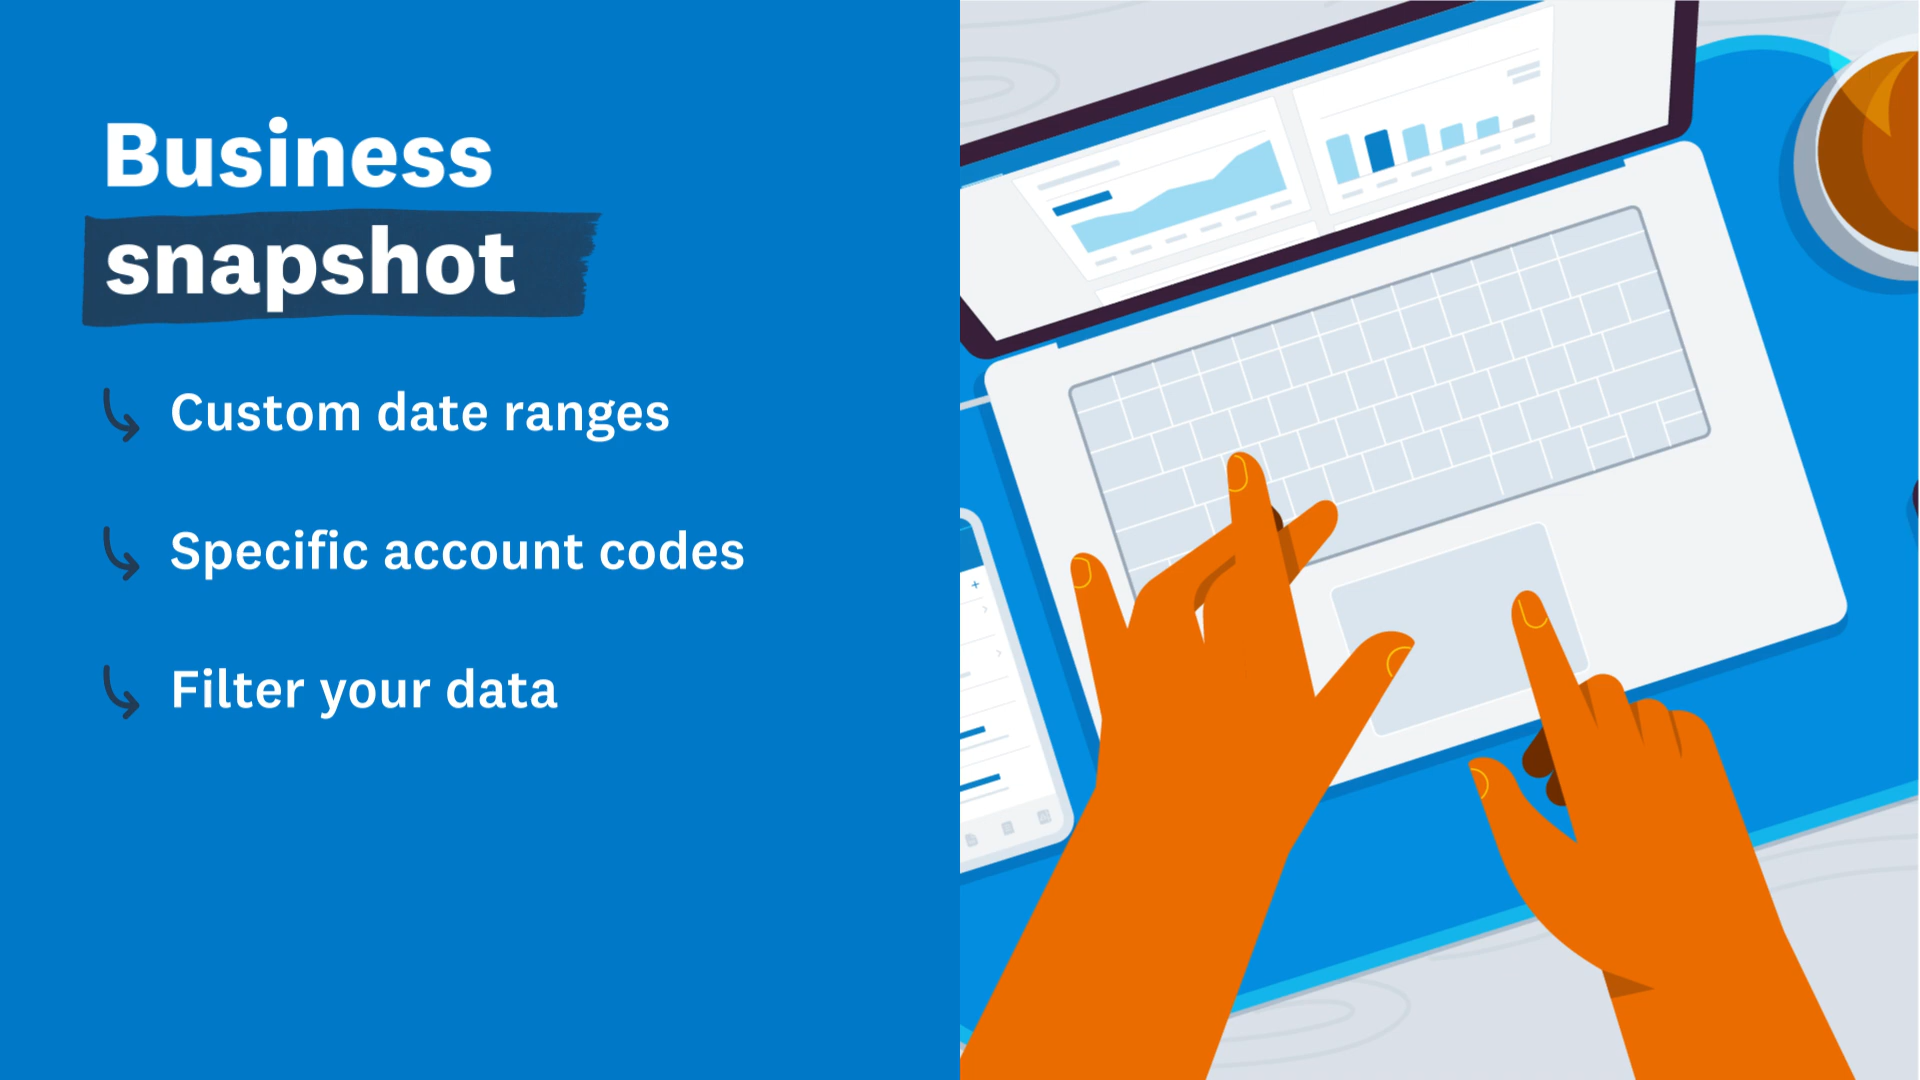 Business
snapshot
Custom date ranges
Specific account codes
Filter your data